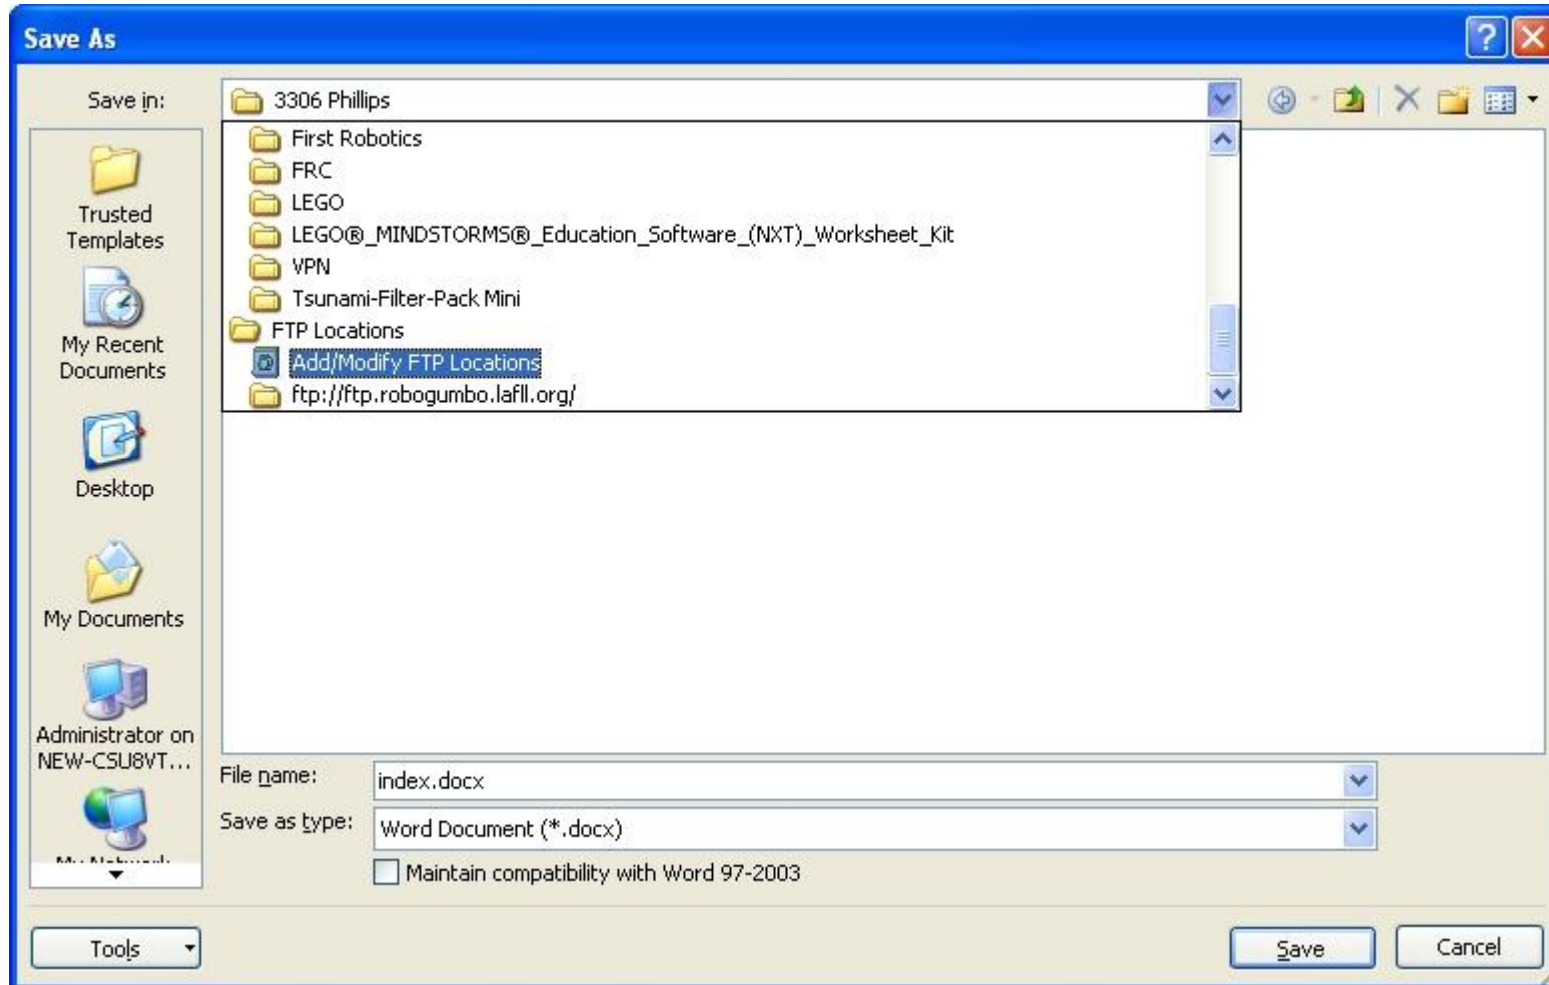 Save As
Save in:
3306 Phillips
First Robotics
FRC
LEGO
LEGO®_MINDSTORMS®_Education_Software_(NXT)_Worksheet_Kit
VPN
Tsunami-Filter-Pack Mini
FTP Locations
Add/Modify FTP Locations
ftp://ftp.robogumbo.lafll.org/
Trusted
Templates
My Recent
Documents
Desktop
My Documents
Administrator on
NEW-CSU8VT...
My Network
File name:
index.docx
Save as type:
Word Document (*.docx)
Maintain compatibility with Word 97-2003
Tools
Save
Cancel